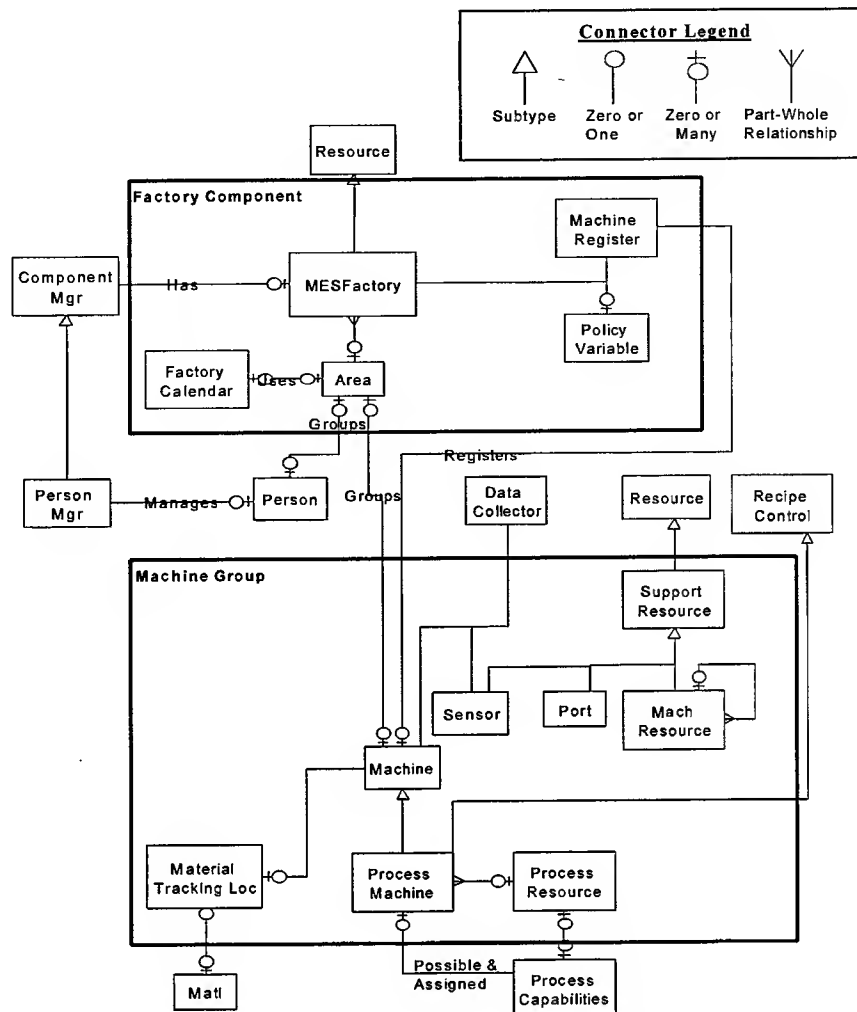 Connector Legend
Subtype
Zero or
One
Zero or
Many
Part-Whole
Relationship
Resource
Factory Component
Machine
Register
Component
Mgr
Has
MESFactory
Policy
Variable
Factory
Calendar
Uses
Area
Groups
Registers
Person
Mgr
Manages
Person
Groups
Data
Collector
Resource
Recipe
Control
Machine Group
Support
Resource
Sensor
Port
Mach
Resource
Machine
Material
Tracking Loc
Process
Machine
Process
Resource
Possible &
Assigned
Process
Capabilities
Matl